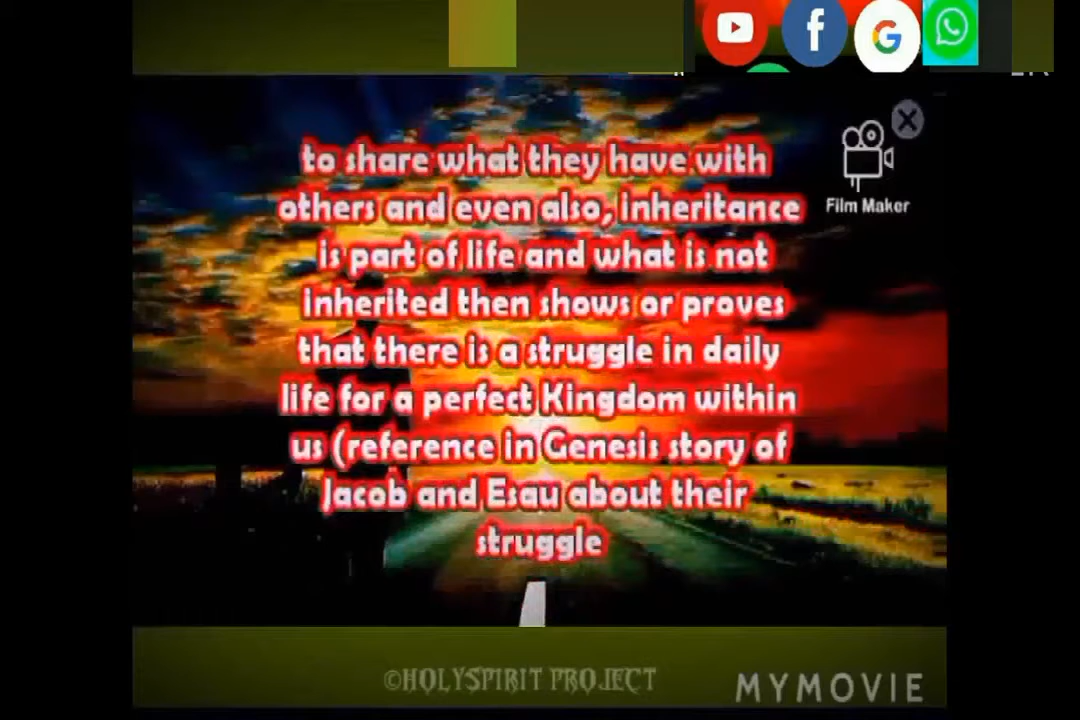 to share what they have with
others and even also, inheritance
is part of life and what is not
inherited then shows or proves
that there is a struggle in daily
life for a perfect Kingdom within
us (reference in Genesis story of
Jacob and Esau about their
struggle
Film Maker
©HOLYSPIRIT PROJECT
MYMOVIE